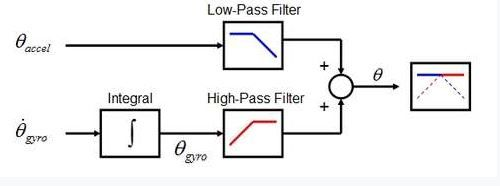 Low-Pass Filter
θaccel
+
θ
Integral
High-Pass Filter
+
θ̇gyro
∫
θgyro